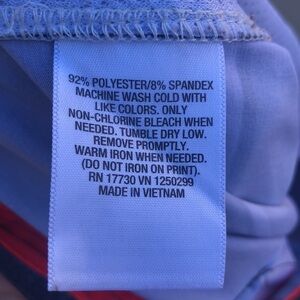 92% POLYESTER/8% SPANDEX
MACHINE WASH COLD WITH
LIKE COLORS. ONLY
NON-CHLORINE BLEACH WHEN
NEEDED. TUMBLE DRY LOW.
REMOVE PROMPTLY.
WARM IRON WHEN NEEDED.
(DO NOT IRON ON PRINT).
RN 17730 VN 1250299
MADE IN VIETNAM